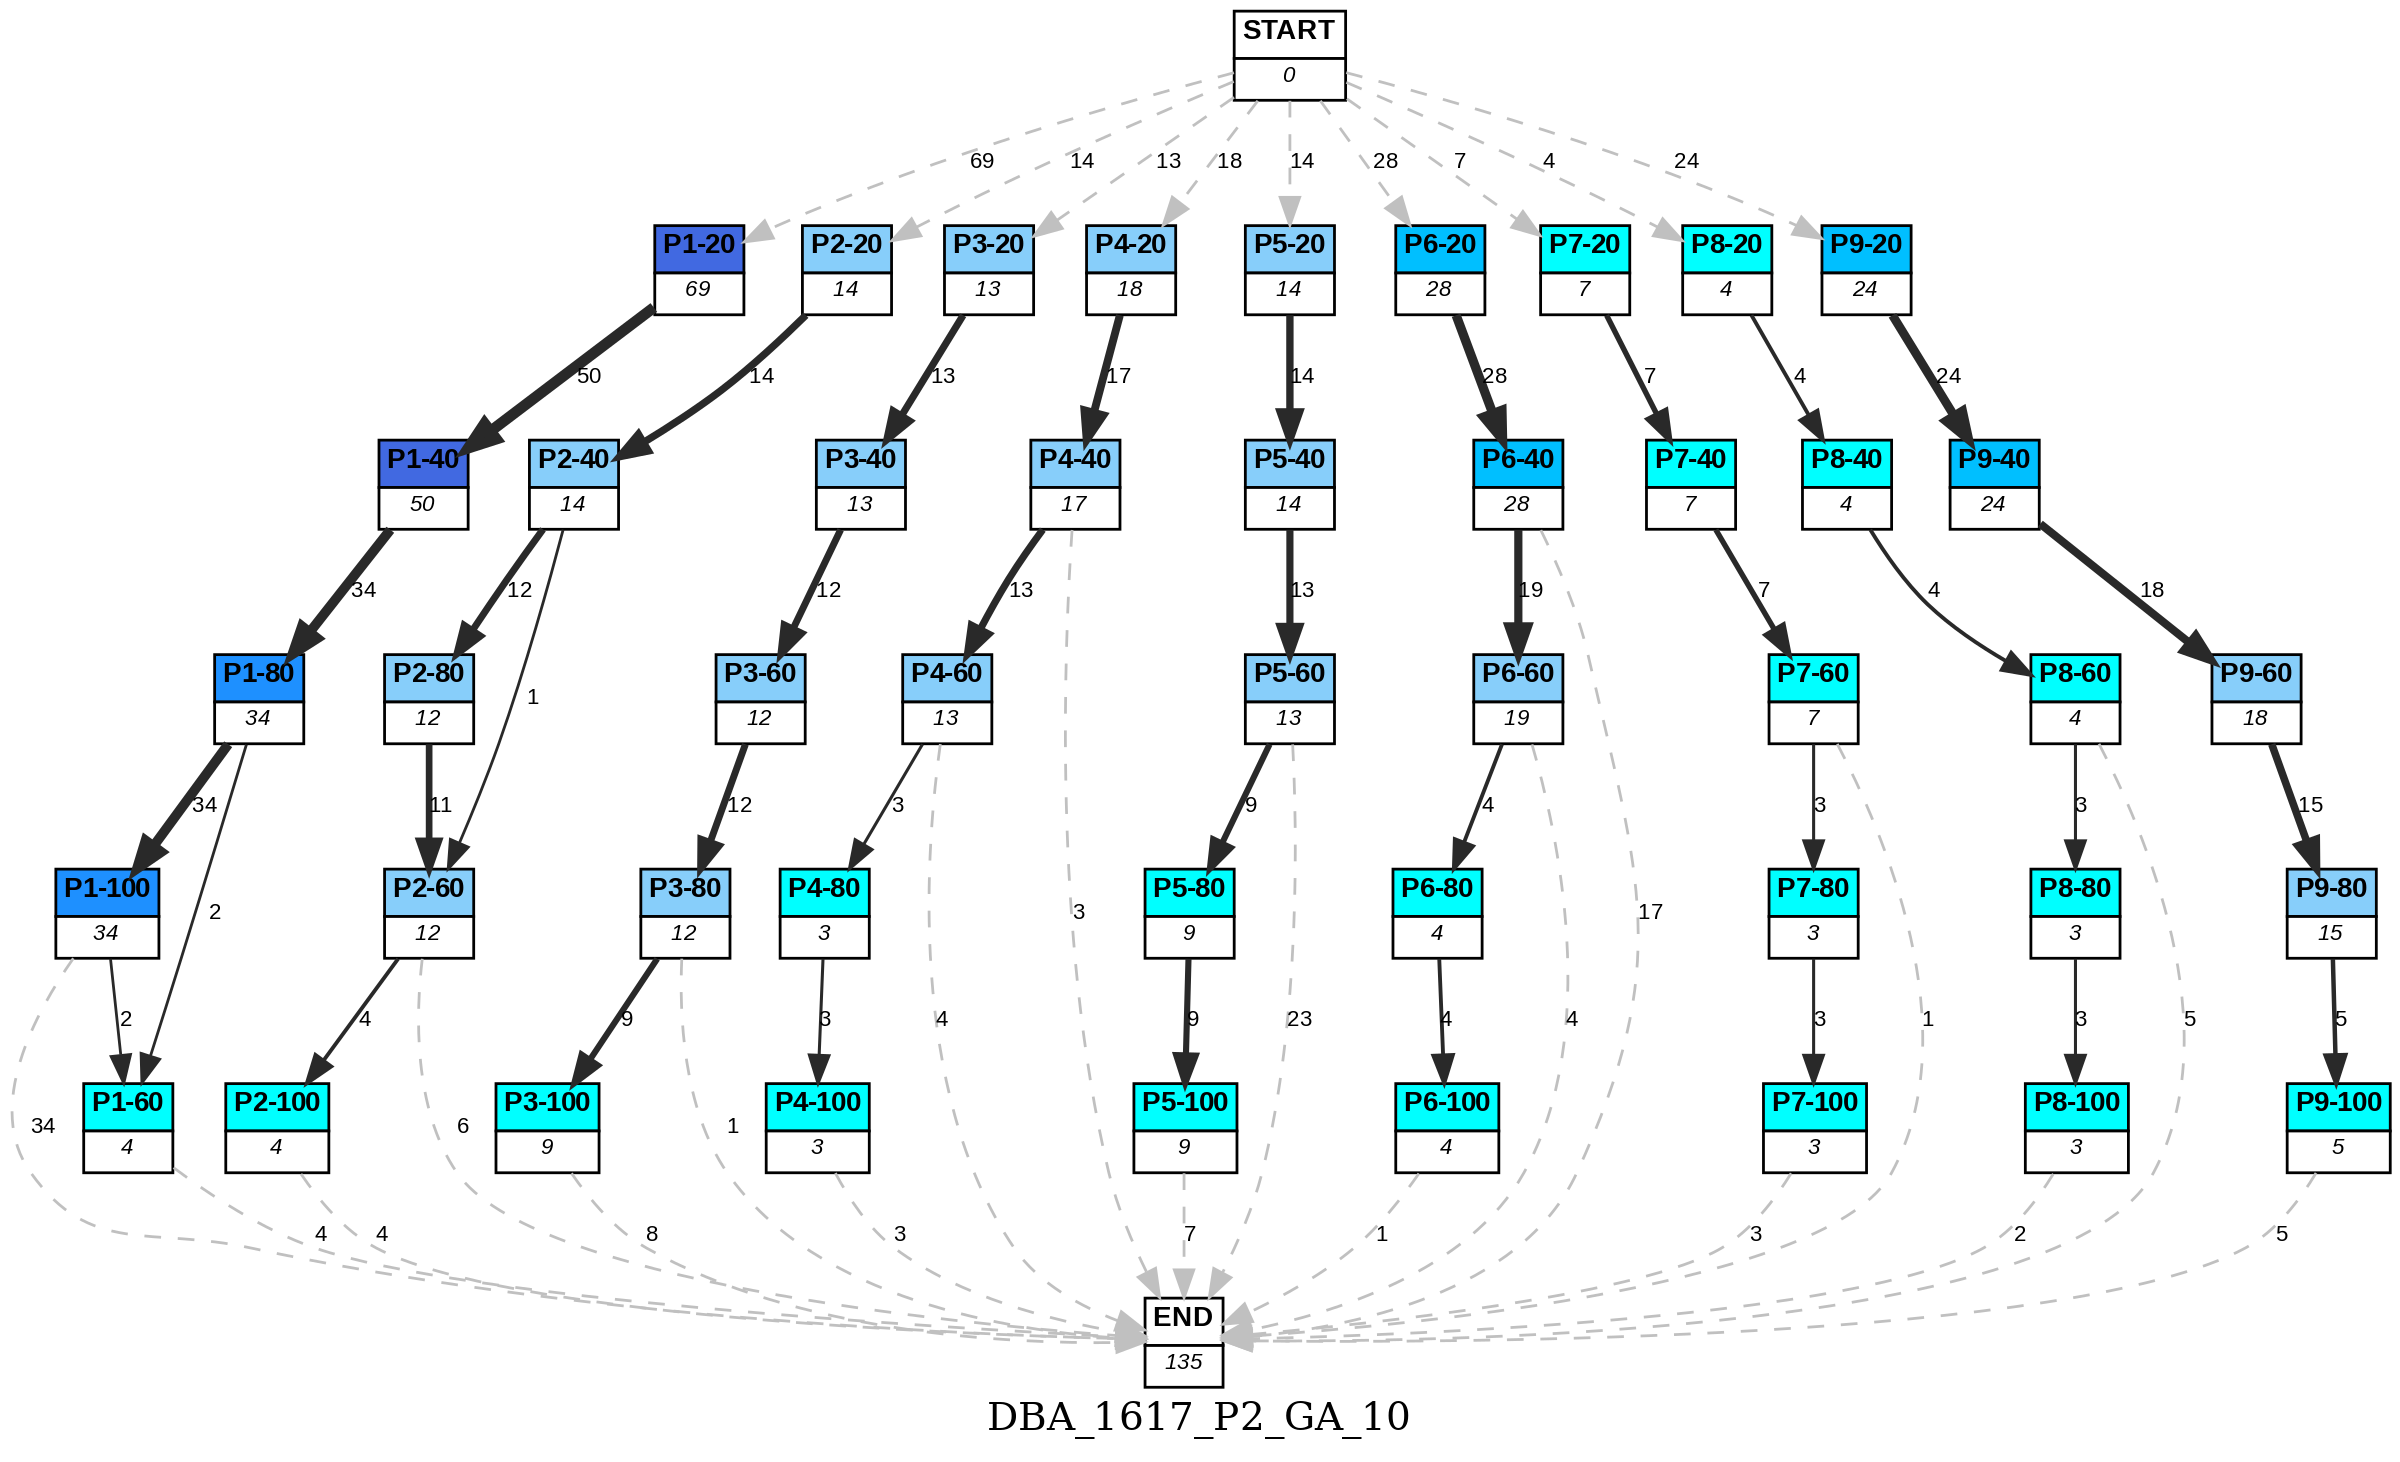 START
0
69
14
13
18
14
28
7
4
24
P1-20
69
P2-20
14
P3-20
13
P4-20
18
P5-20
14
P6-20
28
P7-20
7
P8-20
4
P9-20
24
50
14
13
17
14
28
7
4
24
P1-40
50
P2-40
14
P3-40
13
P4-40
17
P5-40
14
P6-40
28
P7-40
7
P8-40
4
P9-40
24
34
12
12
13
13
19
7
4
18
P1-80
34
P2-80
12
1
P3-60
12
P4-60
13
P5-60
13
P6-60
19
P7-60
7
P8-60
4
P9-60
18
34
11
12
3
9
4
3
3
15
P1-100
34
2
P2-60
12
P3-80
12
P4-80
3
3
P5-80
9
P6-80
4
17
P7-80
3
P8-80
3
P9-80
15
2
4
9
3
4
9
23
4
4
3
1
3
5
5
34
P1-60
4
P2-100
4
6
P3-100
9
1
P4-100
3
P5-100
9
P6-100
4
P7-100
3
P8-100
3
P9-100
5
4
4
8
3
7
1
3
2
5
END
135
DBA_1617_P2_GA_10